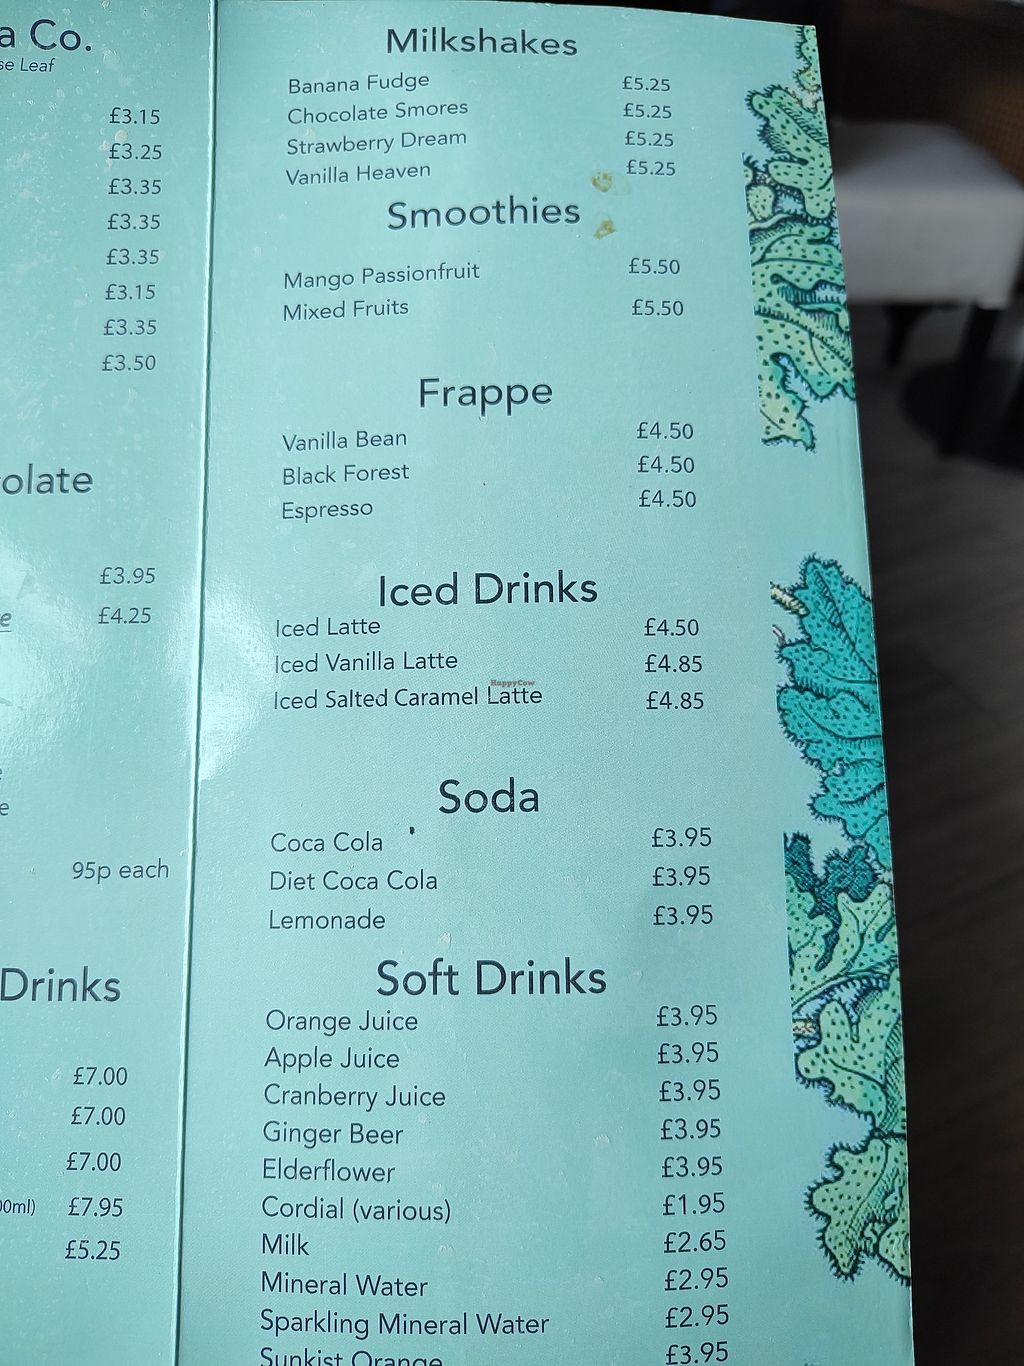 a Co.
se Leaf
£3.15
£3.25
£3.35
£3.35
£3.35
£3.15
£3.35
£3.50
olate
£3.95
e £4.25
e
e
95p each
Drinks
£7.00
£7.00
£7.00
00ml) £7.95
£5.25
Milkshakes
Banana Fudge £5.25
Chocolate Smores £5.25
Strawberry Dream £5.25
Vanilla Heaven £5.25
Smoothies
Mango Passionfruit £5.50
Mixed Fruits £5.50
Frappe
Vanilla Bean £4.50
Black Forest £4.50
Espresso £4.50
Iced Drinks
Iced Latte £4.50
Iced Vanilla Latte £4.85
HappyCow
Iced Salted Caramel Latte £4.85
Soda
Coca Cola £3.95
Diet Coca Cola £3.95
Lemonade £3.95
Soft Drinks
Orange Juice £3.95
Apple Juice £3.95
Cranberry Juice £3.95
Ginger Beer £3.95
Elderflower £3.95
Cordial (various) £1.95
Milk £2.65
Mineral Water £2.95
Sparkling Mineral Water £2.95
Sunkist Orange £3.95